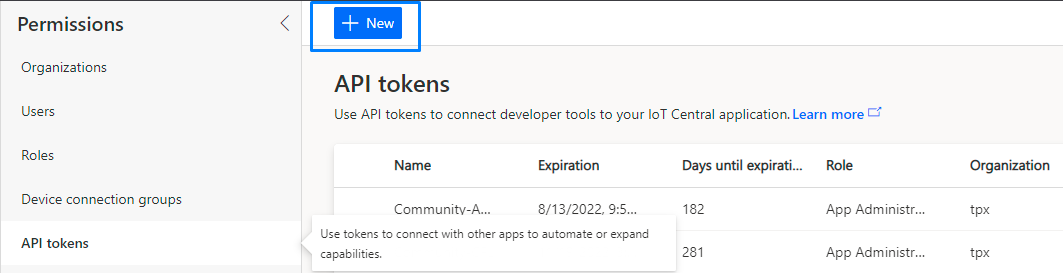 Permissions
Organizations
Users
Roles
Device connection groups
API tokens
+ New
API tokens
Use API tokens to connect developer tools to your IoT Central application. Learn more
Name Expiration Days until expirati... Role Organization
Community-A... 8/13/2022, 9:5... 182 App Administr... tpx
281 App Administr... tpx
Use tokens to connect with other apps to automate or expand
capabilities.